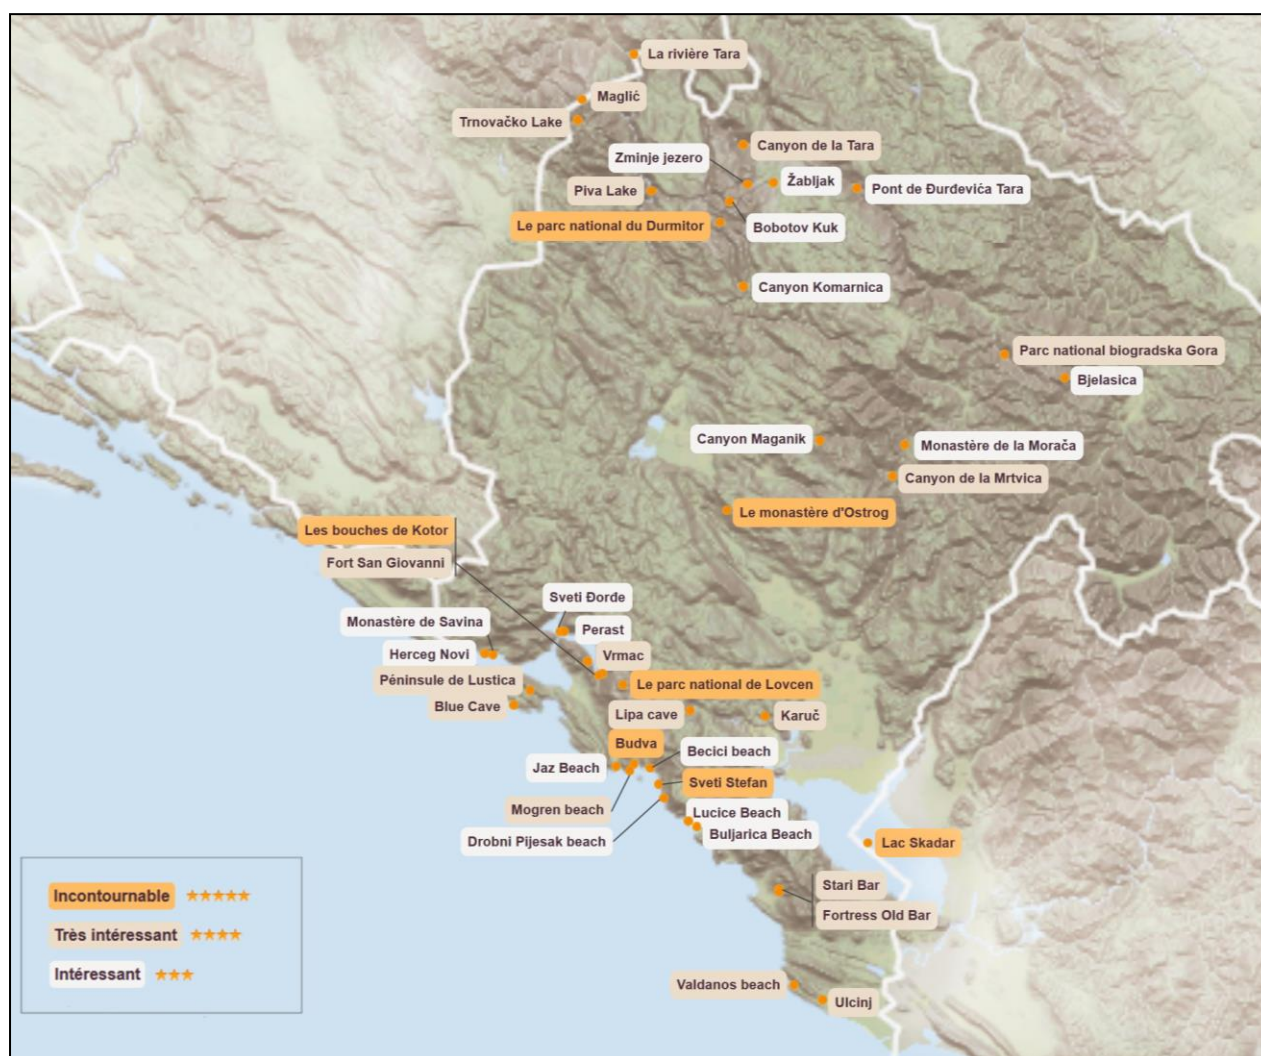 La rivière Tara
Maglić
Trnovačko Lake
Canyon de la Tara
Zminje jezero
Žabljak
Piva Lake
Pont de Đurđevića Tara
Le parc national du Durmitor
Bobotov Kuk
Canyon Komarnica
Parc national biogradska Gora
Bjelasica
Canyon Maganik
Monastère de la Morača
Canyon de la Mrtvica
Le monastère d'Ostrog
Les bouches de Kotor
Fort San Giovanni
Sveti Đorđe
Monastère de Savina
Perast
Herceg Novi
Vrmac
Péninsule de Lustica
Le parc national de Lovcen
Blue Cave
Lipa cave
Karuč
Budva
Becici beach
Jaz Beach
Sveti Stefan
Mogren beach
Lucice Beach
Drobni Pijesak beach
Buljarica Beach
Lac Skadar
Stari Bar
Fortress Old Bar
Valdanos beach
Ulcinj
Incontournable ★★★★★
Très intéressant ★★★★
Intéressant ★★★